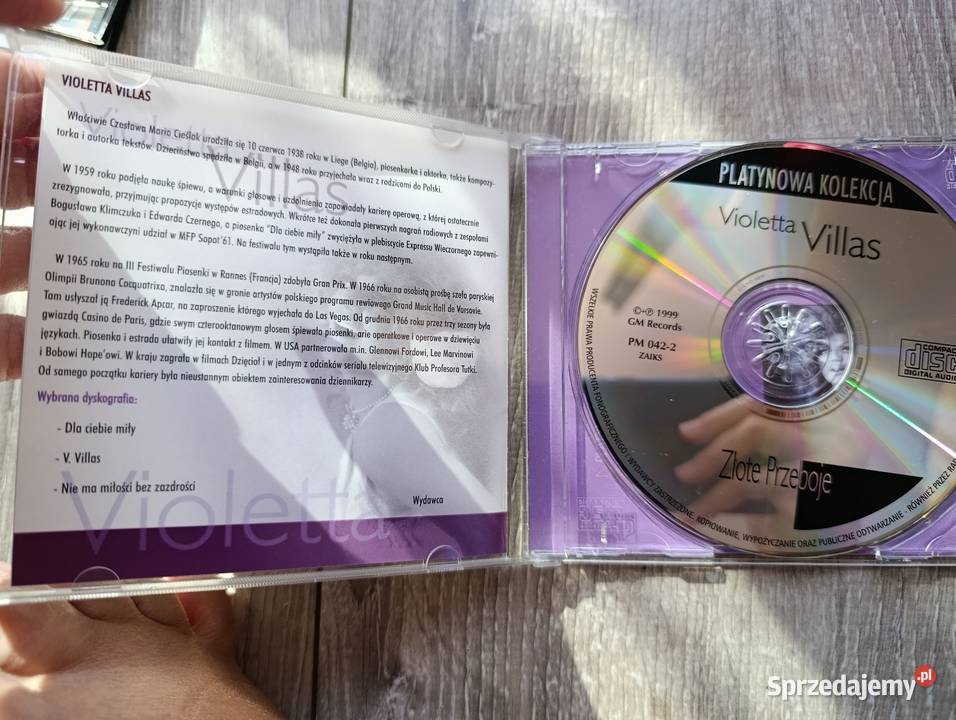 VIOLETTA VILLAS
Właściwie Czesława Maria Cieślak urodziła się 10 czerwca 1938 roku w Liege (Belgia), piosenkarka i aktorka, także kompozy-
torka i autorka tekstów. Dzieciństwo spędziła w Belgii, a w 1948 roku przyjechała wraz z rodzicami do Polski.
W 1959 roku podjęła naukę śpiewu, a warunki głosowe i uzdolnienia zapowiadały karierę operową, z której ostatecznie
zrezygnowała, przyjmując propozycje występów estradowych. Wkrótce też dokonała pierwszych nagrań radiowych z zespołami
Bogusława Klimczuka i Edwarda Czernego, a piosenka "Dla ciebie miły" zwyciężyła w plebiscycie Expressu Wieczornego zapewni-
ając jej wykonawczyni udział w MFP Sopot'61. Na festiwalu tym wystąpiła także w roku następnym.
W 1965 roku na III Festiwalu Piosenki w Rannes (Francja) zdobyła Gran Prix. W 1966 roku na osobistą prośbę szefa paryskiej
Olimpii Brunona Cocquatrixa, znalazła się w gronie artystów polskiego programu rewiowego Grand Music Hall de Varsovie.
Tam usłyszał ją Frederick Apcar, na zaproszenie którego wyjechała do Las Vegas. Od grudnia 1966 roku przez trzy sezony była
gwiazdą Casino de Paris, gdzie swym czterooktanowym głosem śpiewała piosenki, arie operetkowe i operowe w dziewięciu
językach. Piosenka i estrada ułatwiły jej kontakt z filmem. W USA partnerowała m.in. Glennowi Fordowi, Lee Marvinowi
i Bobowi Hope'owi. W kraju zagrała w filmach Dzięcioł i w jednym z odcinków serialu telewizyjnego Klub Profesora Tutki.
Od samego początku kariery była nieustannym obiektem zainteresowania dziennikarzy.
Wybrana dyskografia:
- Dla ciebie miły
- V. Villas
- Nie ma miłości bez zazdrości
Wydawca
Violetta
Villas
Violetta
PLATYNOWA KOLEKCJA
Violetta Villas
©-℗ 1999
GM Records
PM 042-2
ZAIKS
COMPACT
disc
DIGITAL AUDIO
Złote Przeboje
WSZELKIE PRAWA PRODUCENTA FONOGRAFICZNEGO I WYDAWCY ZASTRZEŻONE. KOPIOWANIE, WYPOŻYCZANIE ORAZ PUBLICZNE ODTWARZANIE - RÓWNIEŻ PRZEZ
Sprzedajemy.pl